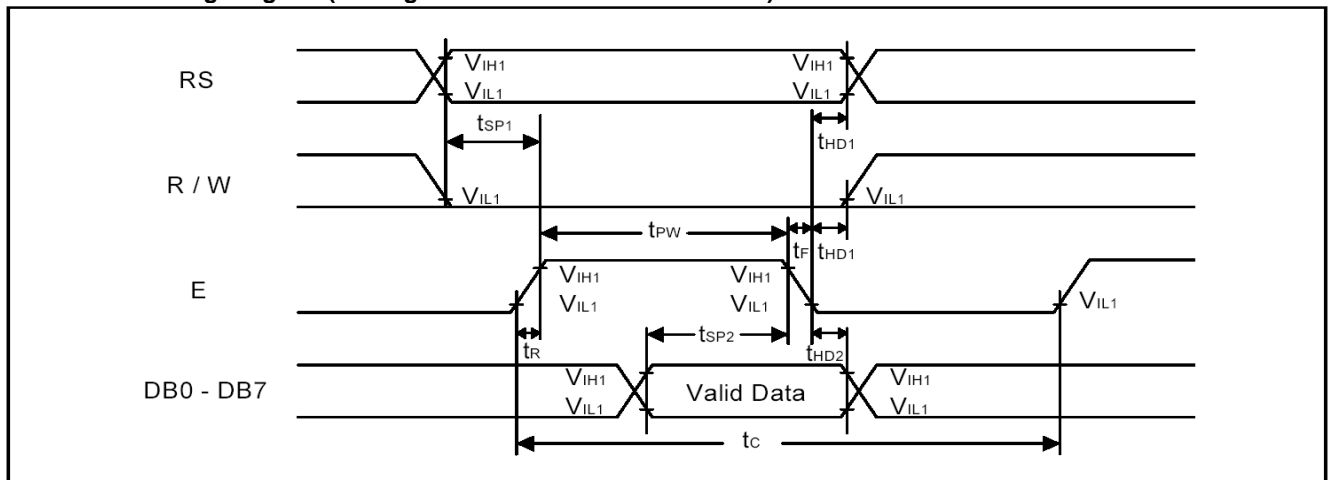 RS
VIH1 VIH1
VIL1 VIL1
tSP1 tHD1
R / W
VIL1 VIL1
tPW tF tHD1
E
VIH1 VIH1
VIL1 VIL1 VIL1
tR tSP2 tHD2
DB0 - DB7
VIH1 Valid Data VIH1
VIL1 VIL1
tC